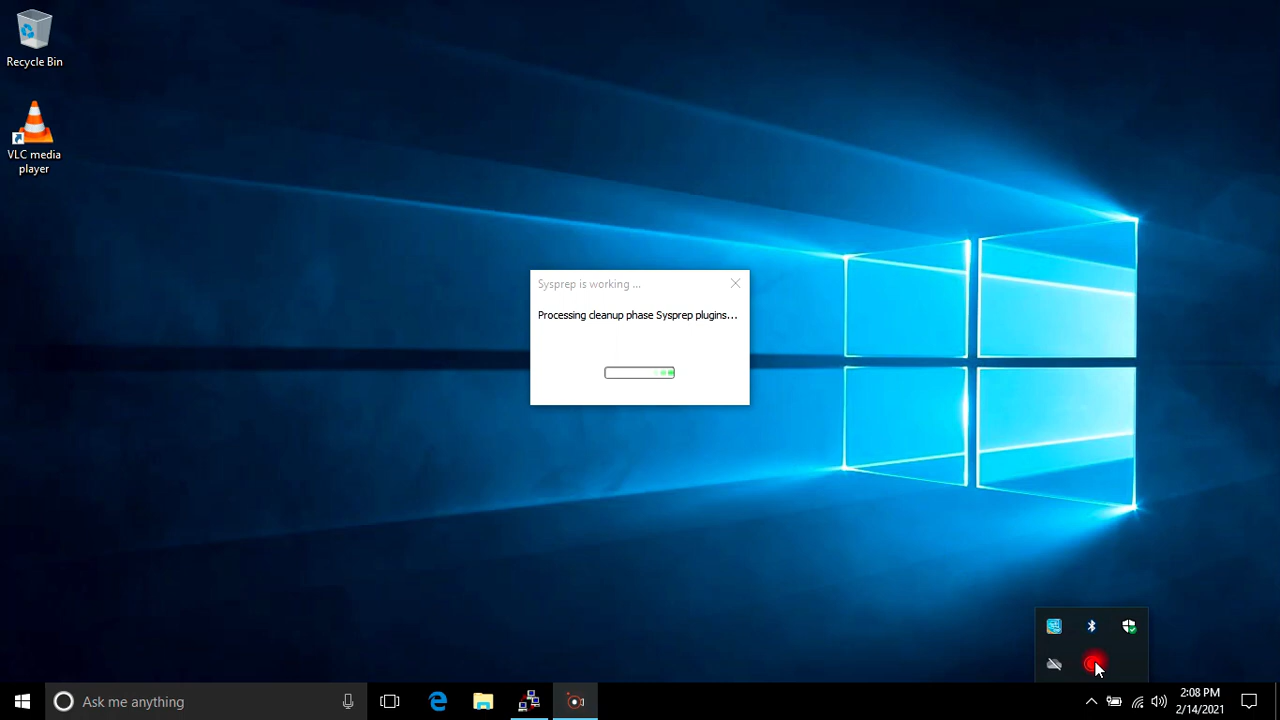 Recycle Bin
VLC media
player
Sysprep is working ...
Processing cleanup phase Sysprep plugins...
Ask me anything
2:08 PM
2/14/2021